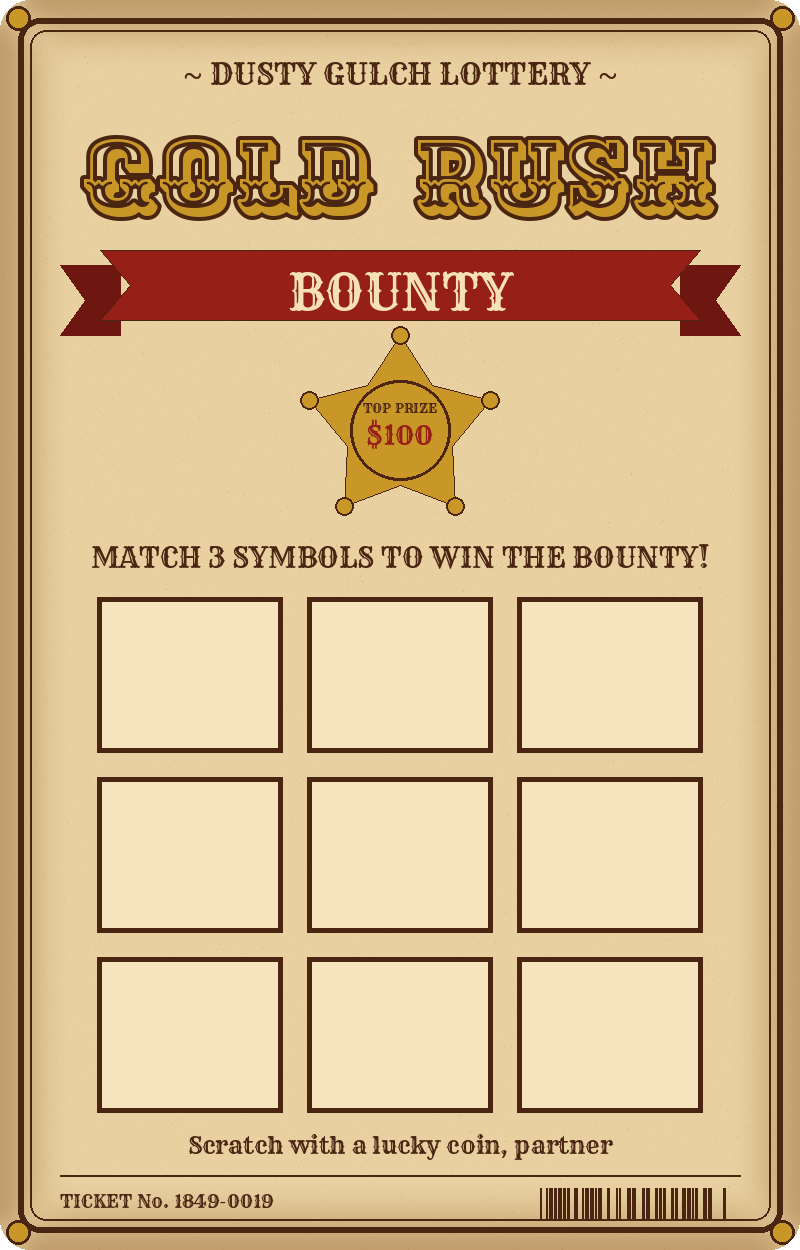 ~ DUSTY GULCH LOTTERY ~
GOLD RUSH
BOUNTY
TOP PRIZE
$100
MATCH 3 SYMBOLS TO WIN THE BOUNTY!
Scratch with a lucky coin, partner
TICKET No. 1849-0019